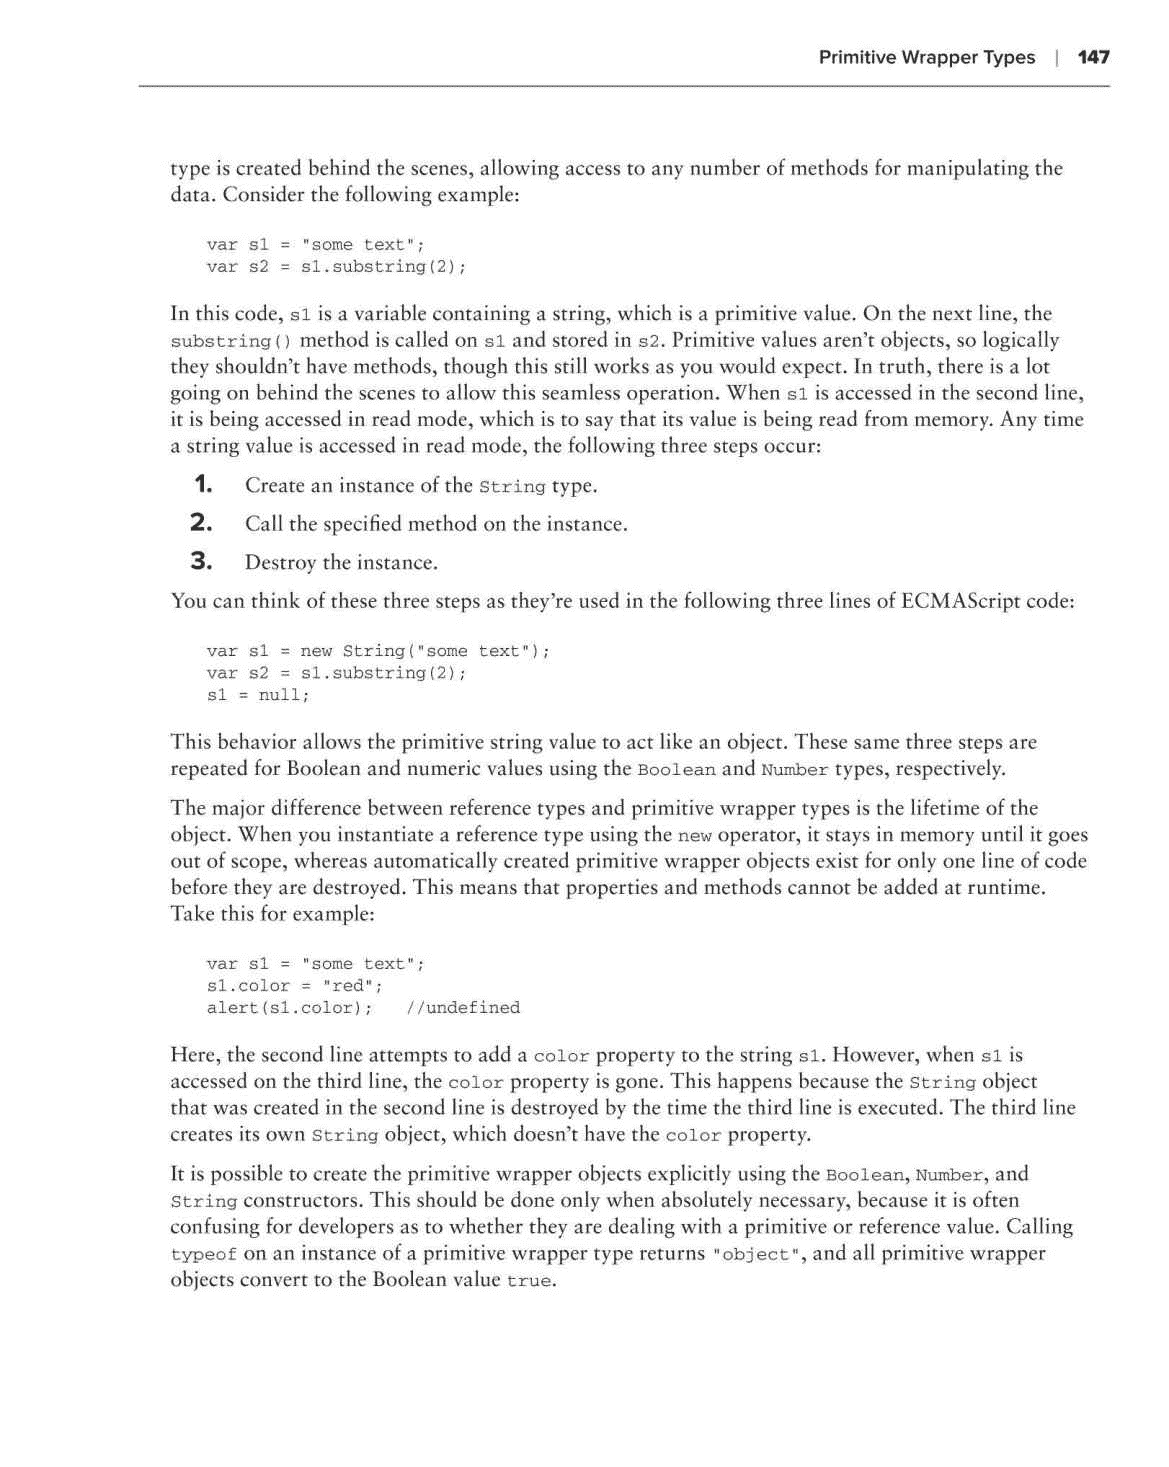 Primitive Wrapper Types | 147
type is created behind the scenes, allowing access to any number of methods for manipulating the
data. Consider the following example:
var s1 = "some text";
var s2 = s1.substring(2);
In this code, s1 is a variable containing a string, which is a primitive value. On the next line, the
substring() method is called on s1 and stored in s2. Primitive values aren’t objects, so logically
they shouldn’t have methods, though this still works as you would expect. In truth, there is a lot
going on behind the scenes to allow this seamless operation. When s1 is accessed in the second line,
it is being accessed in read mode, which is to say that its value is being read from memory. Any time
a string value is accessed in read mode, the following three steps occur:
1. Create an instance of the String type.
2. Call the specified method on the instance.
3. Destroy the instance.
You can think of these three steps as they’re used in the following three lines of ECMAScript code:
var s1 = new String("some text");
var s2 = s1.substring(2);
s1 = null;
This behavior allows the primitive string value to act like an object. These same three steps are
repeated for Boolean and numeric values using the Boolean and Number types, respectively.
The major difference between reference types and primitive wrapper types is the lifetime of the
object. When you instantiate a reference type using the new operator, it stays in memory until it goes
out of scope, whereas automatically created primitive wrapper objects exist for only one line of code
before they are destroyed. This means that properties and methods cannot be added at runtime.
Take this for example:
var s1 = "some text";
s1.color = "red";
alert(s1.color); //undefined
Here, the second line attempts to add a color property to the string s1. However, when s1 is
accessed on the third line, the color property is gone. This happens because the String object
that was created in the second line is destroyed by the time the third line is executed. The third line
creates its own String object, which doesn’t have the color property.
It is possible to create the primitive wrapper objects explicitly using the Boolean, Number, and
String constructors. This should be done only when absolutely necessary, because it is often
confusing for developers as to whether they are dealing with a primitive or reference value. Calling
typeof on an instance of a primitive wrapper type returns "object", and all primitive wrapper
objects convert to the Boolean value true.